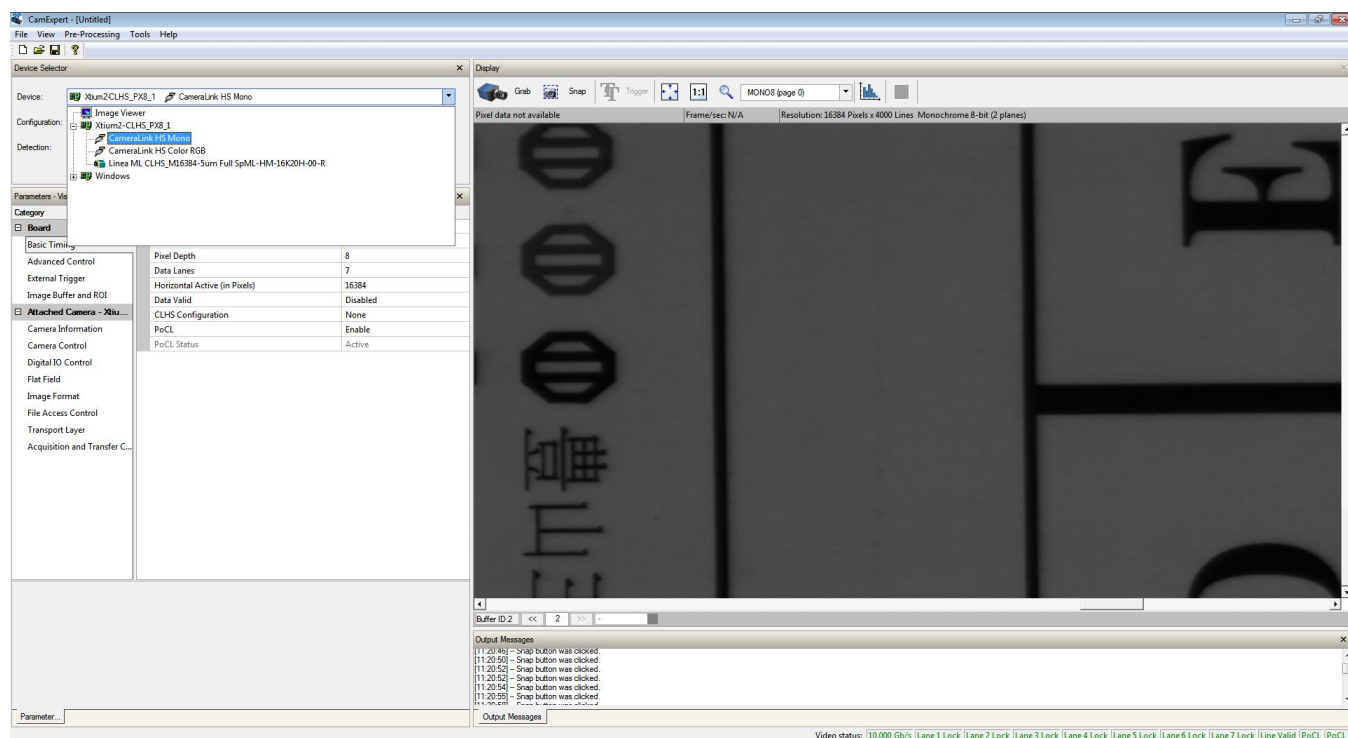 CamExpert - [Untitled]
File View Pre-Processing Tools Help
Device Selector
Device:
Xtium2-CLHS_PX8_1 CameraLink HS Mono
Image Viewer
Configuration:
Xtium2-CLHS_PX8_1
CameraLink HS Mono
Detection:
CameraLink HS Color RGB
Linea ML CLHS_M16384-5um Full SpML-HM-16K20H-00-R
Windows
Parameters - Vis
Category
Board
Basic Timing
Advanced Control
External Trigger
Image Buffer and ROI
Attached Camera - Xtiu...
Camera Information
Camera Control
Digital IO Control
Flat Field
Image Format
File Access Control
Transport Layer
Acquisition and Transfer C...
Pixel Depth 8
Data Lanes 7
Horizontal Active (in Pixels) 16384
Data Valid Disabled
CLHS Configuration None
PoCL Enable
PoCL Status Active
Parameter...
Display
Grab Snap Trigger 1:1 MONO8 (page 0)
Pixel data not available Frame/sec: N/A Resolution: 16384 Pixels x 4000 Lines Monochrome 8-bit (2 planes)
E
Buffer ID:2 << 2 >> -
Output Messages
[11:20:46] -- Snap button was clicked.
[11:20:50] -- Snap button was clicked.
[11:20:52] -- Snap button was clicked.
[11:20:52] -- Snap button was clicked.
[11:20:54] -- Snap button was clicked.
[11:20:55] -- Snap button was clicked.
Output Messages
Video status: 10.000 Gb/s Lane 1 Lock Lane 2 Lock Lane 3 Lock Lane 4 Lock Lane 5 Lock Lane 6 Lock Lane 7 Lock Line Valid PoCL PoCL